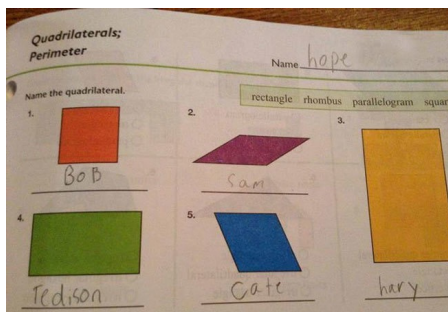 Quadrilaterals;
Perimeter
Name hope
Name the quadrilateral.
rectangle rhombus parallelogram squar
1.
2.
3.
BoB
Sam
4.
5.
Tedison
Cate
hary